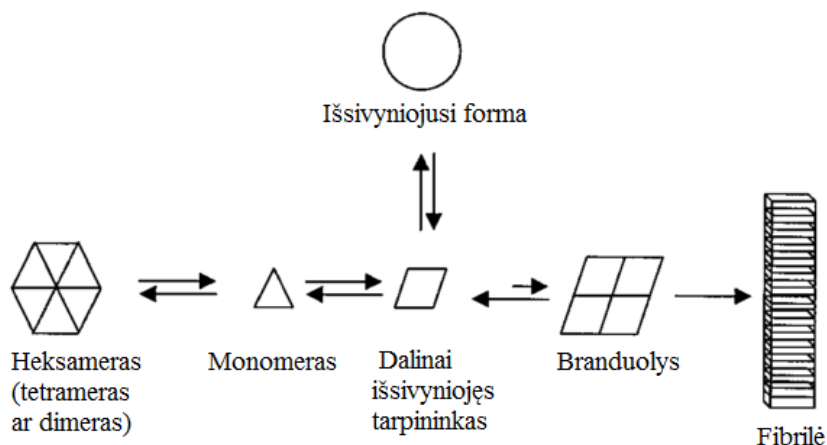 Išsivyniojusi forma
Heksameras
(tetrameras
ar dimeras)
Monomeras
Dalinai
išsivyniojęs
tarpininkas
Branduolys
Fibrilė